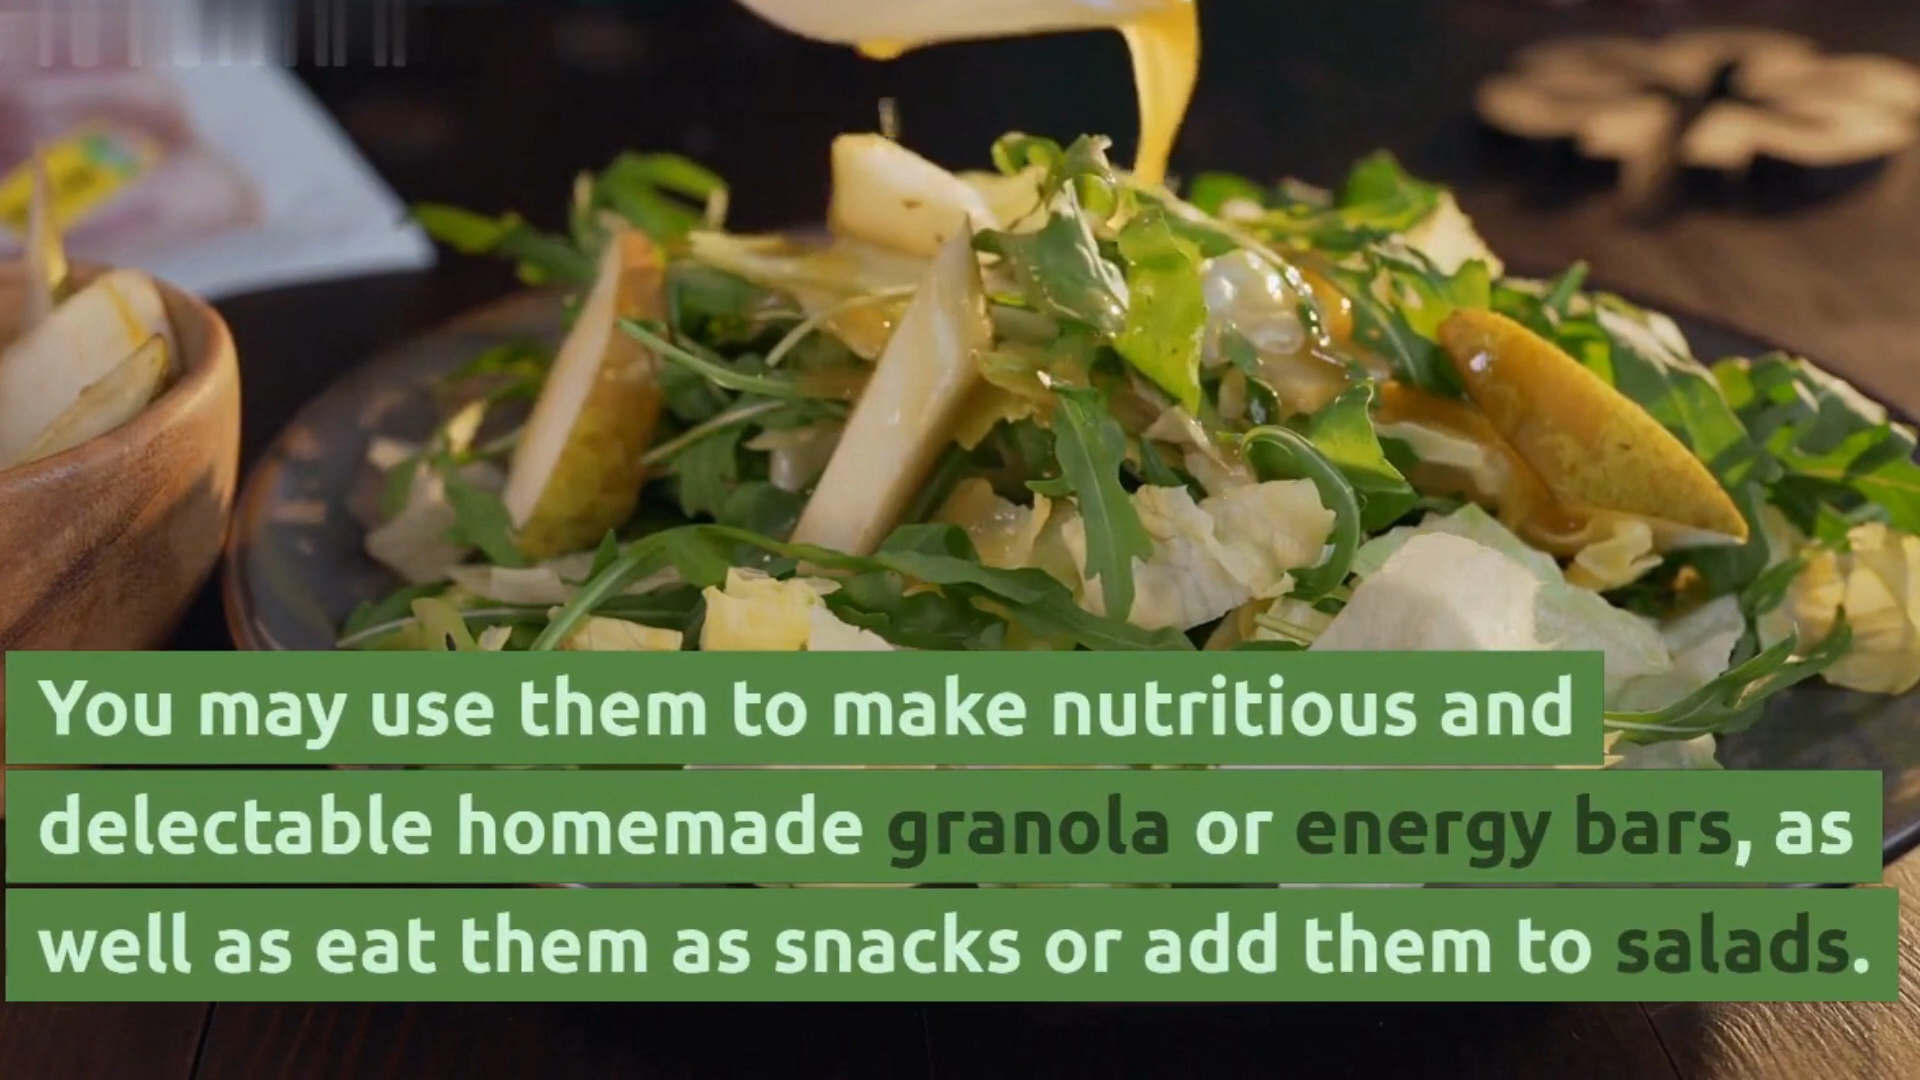 You may use them to make nutritious and
delectable homemade granola or energy bars, as
well as eat them as snacks or add them to salads.